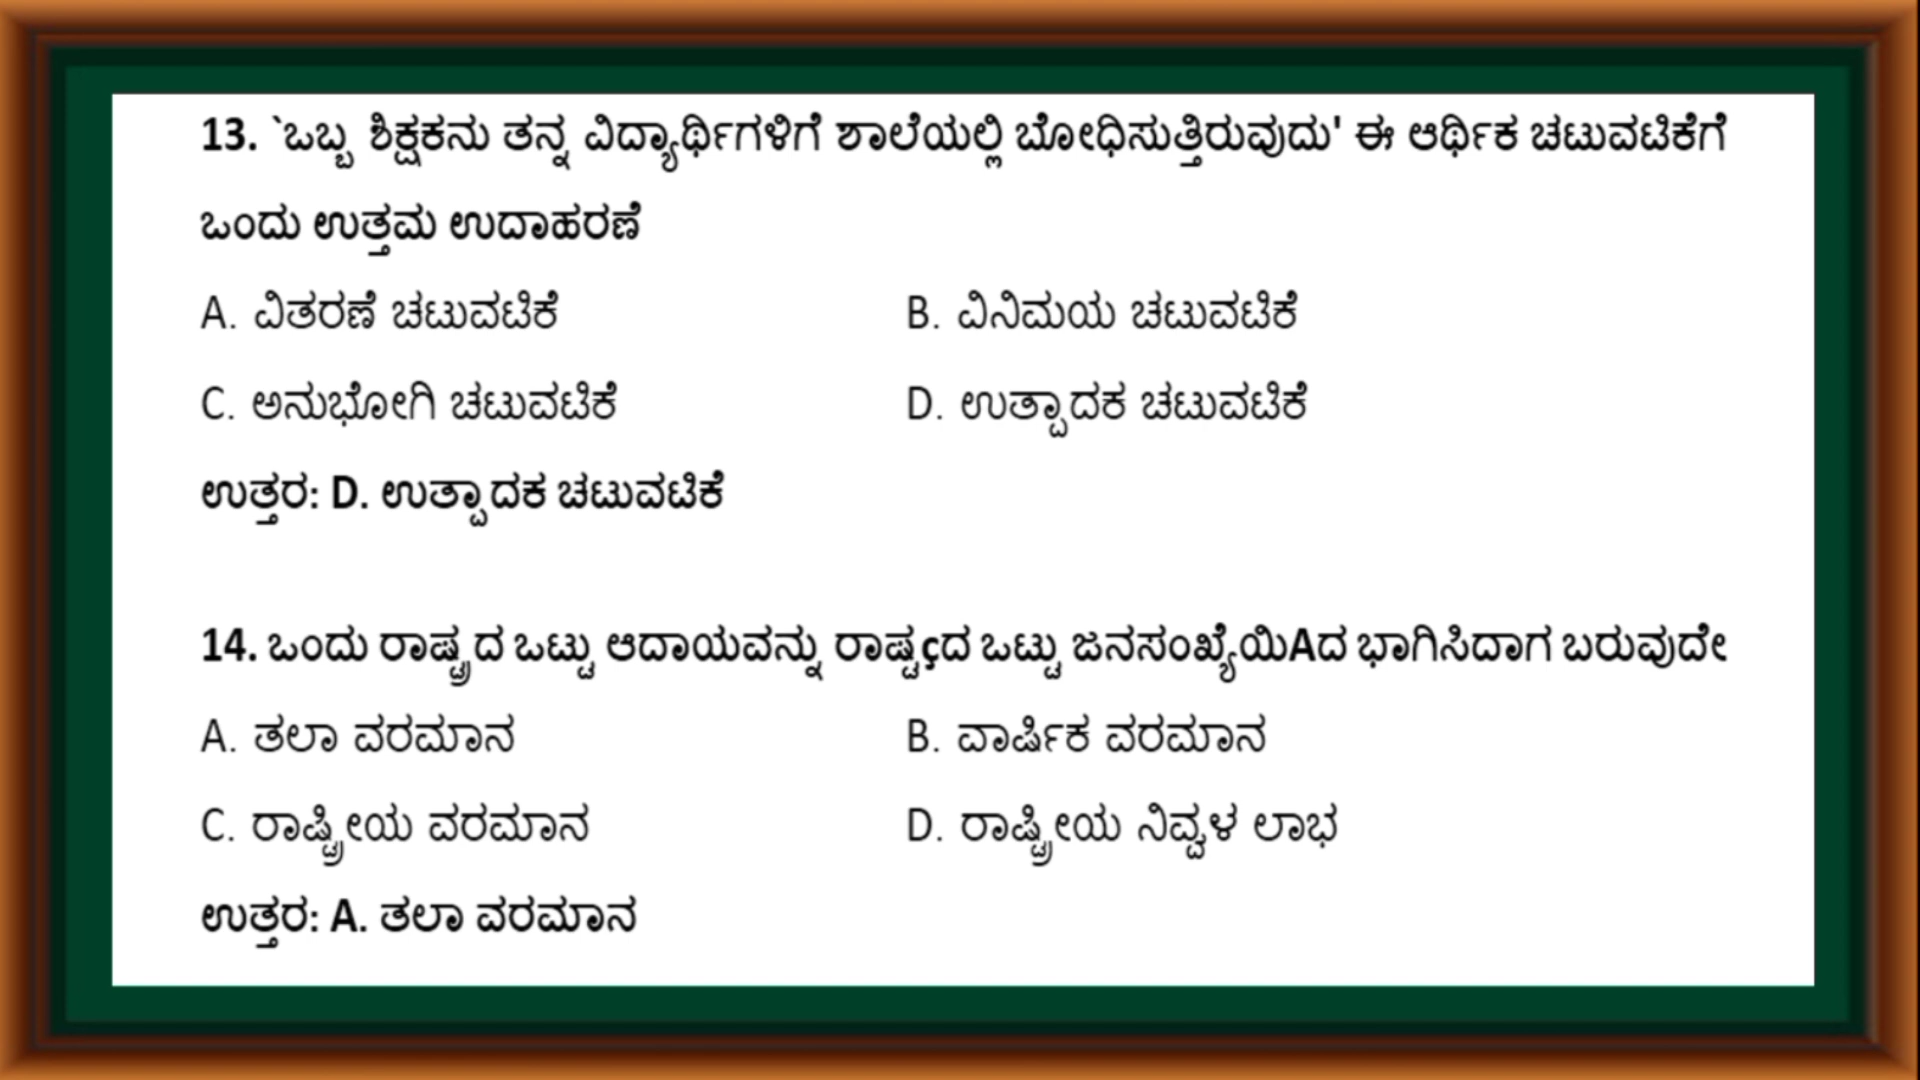 13. `ಒಬ್ಬ ಶಿಕ್ಷಕನು ತನ್ನ ವಿದ್ಯಾರ್ಥಿಗಳಿಗೆ ಶಾಲೆಯಲ್ಲಿ ಬೋಧಿಸುತ್ತಿರುವುದು' ಈ ಆರ್ಥಿಕ ಚಟುವಟಿಕೆಗೆ
ಒಂದು ಉತ್ತಮ ಉದಾಹರಣೆ
A. ವಿತರಣೆ ಚಟುವಟಿಕೆ B. ವಿನಿಮಯ ಚಟುವಟಿಕೆ
C. ಅನುಭೋಗಿ ಚಟುವಟಿಕೆ D. ಉತ್ಪಾದಕ ಚಟುವಟಿಕೆ
ಉತ್ತರ: D. ಉತ್ಪಾದಕ ಚಟುವಟಿಕೆ
14. ಒಂದು ರಾಷ್ಟ್ರದ ಒಟ್ಟು ಆದಾಯವನ್ನು ರಾಷ್ಟçದ ಒಟ್ಟು ಜನಸಂಖ್ಯೆಯಿAದ ಭಾಗಿಸಿದಾಗ ಬರುವುದೇ
A. ತಲಾ ವರಮಾನ B. ವಾರ್ಷಿಕ ವರಮಾನ
C. ರಾಷ್ಟ್ರೀಯ ವರಮಾನ D. ರಾಷ್ಟ್ರೀಯ ನಿವ್ವಳ ಲಾಭ
ಉತ್ತರ: A. ತಲಾ ವರಮಾನ